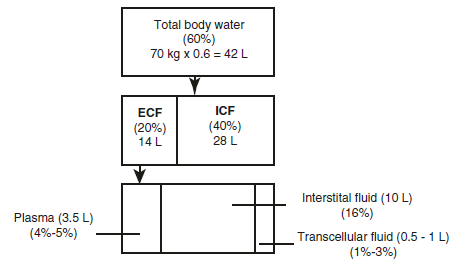 Total body water
(60%)
70 kg x 0.6 = 42 L
ECF
(20%)
14 L
ICF
(40%)
28 L
Plasma (3.5 L)
(4%-5%)
Interstital fluid (10 L)
(16%)
Transcellular fluid (0.5 - 1 L)
(1%-3%)